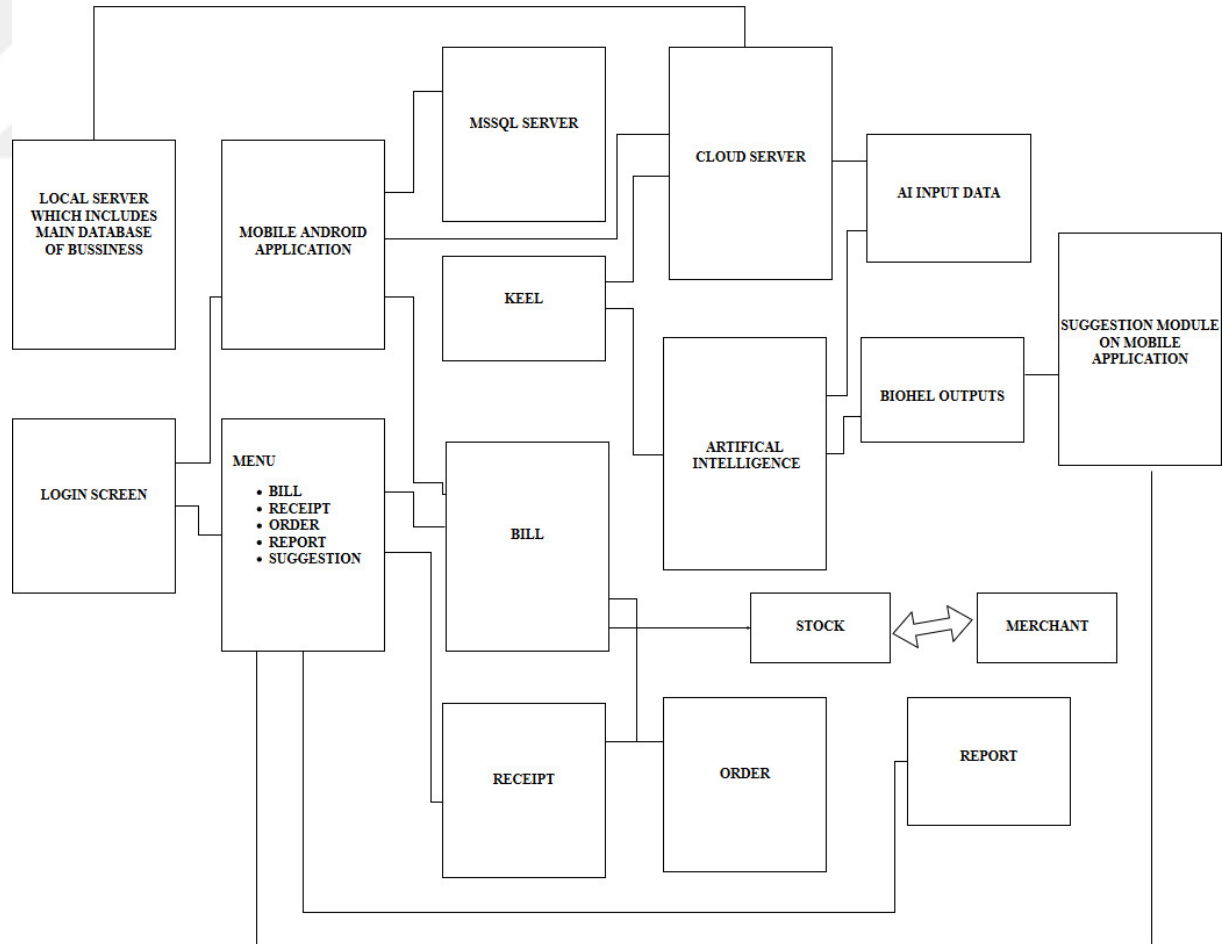 MSSQL SERVER
CLOUD SERVER
LOCAL SERVER
WHICH INCLUDES
MAIN DATABASE
OF BUSSINESS
MOBILE ANDROID
APPLICATION
AI INPUT DATA
KEEL
SUGGESTION MODULE
ON MOBILE
APPLICATION
BIOHEL OUTPUTS
ARTIFICAL
INTELLIGENCE
LOGIN SCREEN
MENU
• BILL
• RECEIPT
• ORDER
• REPORT
• SUGGESTION
BILL
STOCK
MERCHANT
RECEIPT
ORDER
REPORT